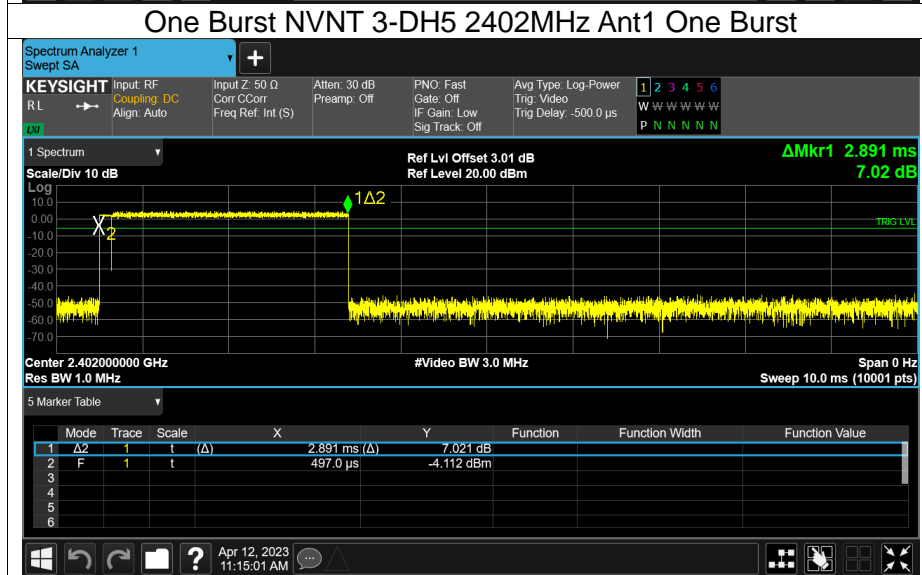 One Burst NVNT 3-DH5 2402MHz Ant1 One Burst
Spectrum Analyzer 1
Swept SA
+
KEYSIGHT Input: RF Input Z: 50 Ω Atten: 30 dB PNO: Fast Avg Type: Log-Power 1 2 3 4 5 6
RL Coupling: DC Corr CCorr Preamp: Off Gate: Off Trig: Video W W W W W W
Align: Auto Freq Ref: Int (S) IF Gain: Low Trig Delay: -500.0 µs
LXI Sig Track: Off P N N N N N
1 Spectrum
Scale/Div 10 dB
Ref Lvl Offset 3.01 dB
Ref Level 20.00 dBm
ΔMkr1 2.891 ms
7.02 dB
Log
10.0
0.00
-10.0
-20.0
-30.0
-40.0
-50.0
-60.0
-70.0
1Δ2
X2
TRIG LVL
Center 2.402000000 GHz #Video BW 3.0 MHz Span 0 Hz
Res BW 1.0 MHz Sweep 10.0 ms (10001 pts)
5 Marker Table
Mode Trace Scale X Y Function Function Width Function Value
1 Δ2 1 t (Δ) 2.891 ms (Δ) 7.021 dB
2 F 1 t 497.0 µs -4.112 dBm
3
4
5
6
? Apr 12, 2023
11:15:01 AM